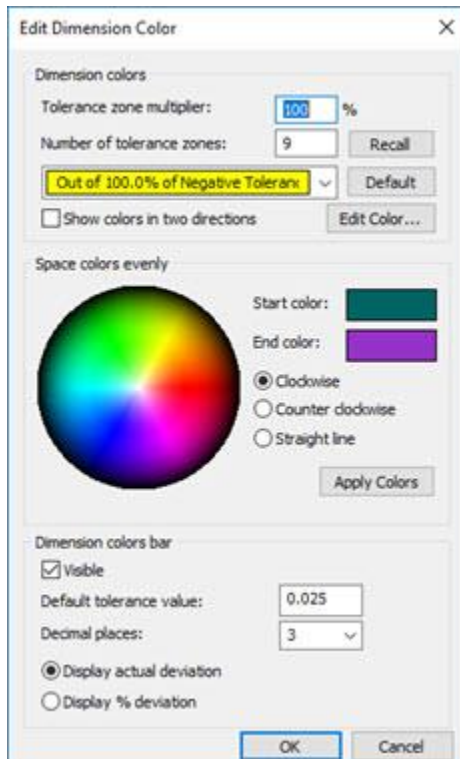 Edit Dimension Color
Dimension colors
Tolerance zone multiplier: 100 %
Number of tolerance zones: 9 Recall
Out of 100.0% of Negative Toleranc Default
Show colors in two directions Edit Color...
Space colors evenly
Start color:
End color:
Clockwise
Counter clockwise
Straight line
Apply Colors
Dimension colors bar
Visible
Default tolerance value: 0.025
Decimal places: 3
Display actual deviation
Display % deviation
OK Cancel